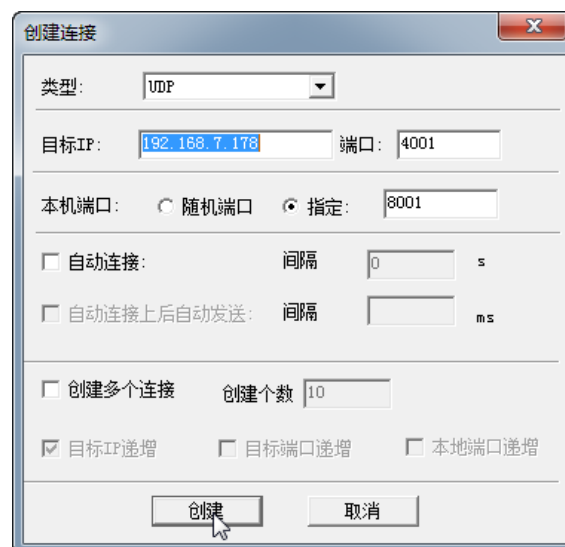 创建连接
类型: UDP
目标IP: 192.168.7.178 端口: 4001
本机端口: 随机端口 指定: 8001
自动连接: 间隔 0 s
自动连接上后自动发送: 间隔 ms
创建多个连接 创建个数 10
目标IP递增 目标端口递增 本地端口递增
创建 取消